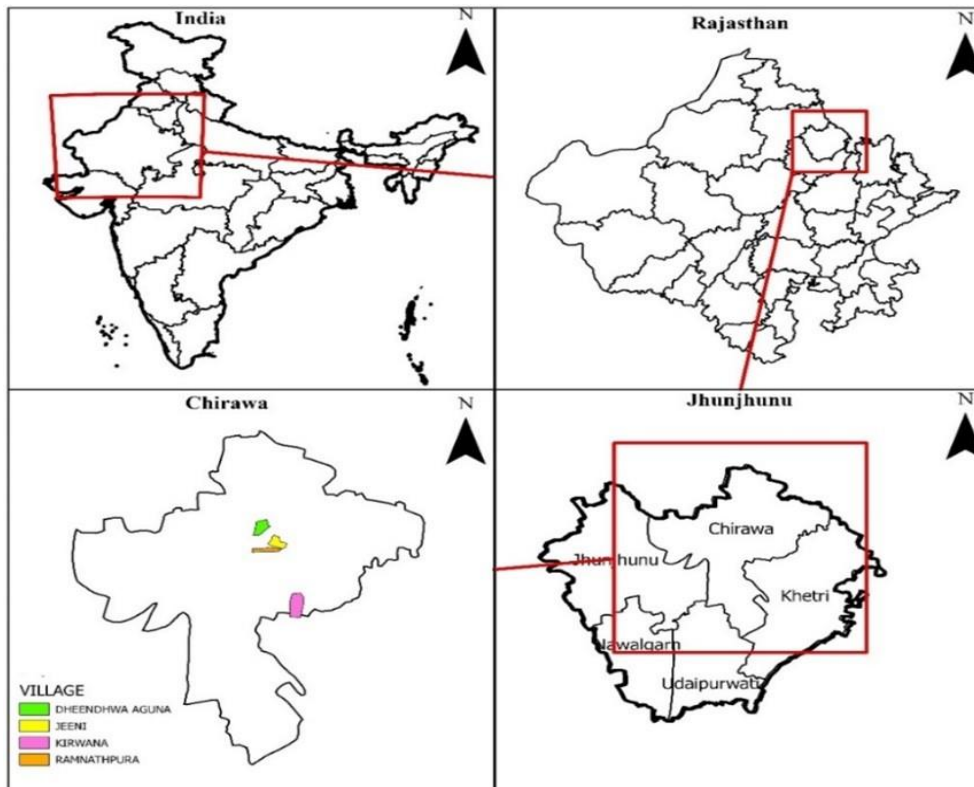 India
N
Rajasthan
N
Chirawa
N
VILLAGE
DHEENDHWA AGUNA
JEENI
KIRWANA
RAMNATHPURA
Jhunjhunu
N
Chirawa
Jhunjhunu
Khetri
Nawalgarh
Udaipurwati